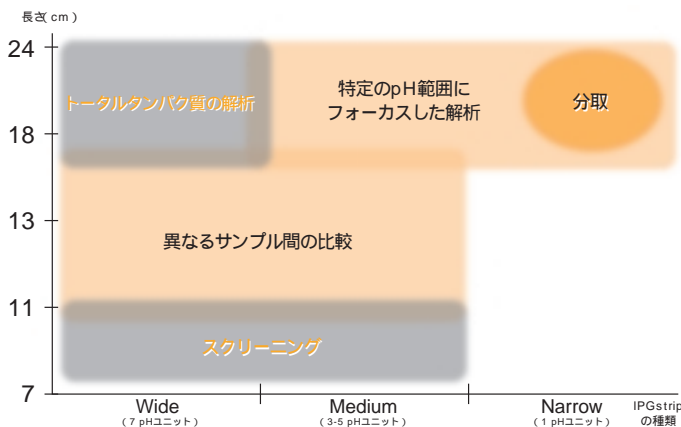 長さ(cm)
24
トータルタンパク質の解析
特定のpH範囲に
フォーカスした解析
分取
18
13
異なるサンプル間の比較
11
スクリーニング
7
Wide
(7 pHユニット)
Medium
(3-5 pHユニット)
Narrow
(1 pHユニット)
IPGstrip
の種類